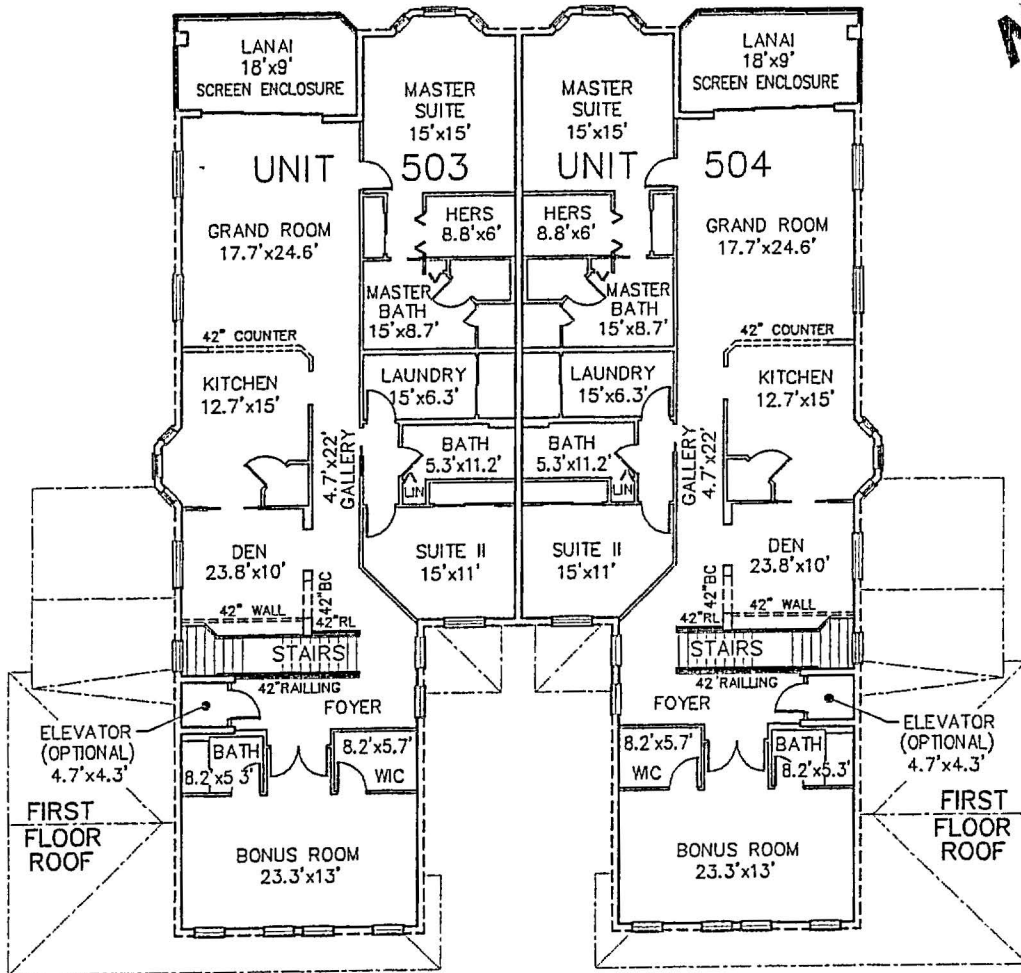 LANAI
18'x9'
SCREEN ENCLOSURE
MASTER
SUITE
15'x15'
MASTER
SUITE
15'x15'
LANAI
18'x9'
SCREEN ENCLOSURE
UNIT 503
UNIT 504
GRAND ROOM
17.7'x24.6'
HERS
8.8'x6'
HERS
8.8'x6'
GRAND ROOM
17.7'x24.6'
MASTER
BATH
15'x8.7'
MASTER
BATH
15'x8.7'
42" COUNTER
42" COUNTER
KITCHEN
12.7'x15'
LAUNDRY
15'x6.3'
LAUNDRY
15'x6.3'
KITCHEN
12.7'x15'
4.7'x22'
GALLERY
BATH
5.3'x11.2'
LIN
BATH
5.3'x11.2'
LIN
GALLERY
4.7'x22'
DEN
23.8'x10'
SUITE II
15'x11'
SUITE II
15'x11'
DEN
23.8'x10'
42" WALL
42"BC
42"RL
42"BC
42"RL
42" WALL
STAIRS
STAIRS
42"RAILLING
42'RAILLING
FOYER
FOYER
ELEVATOR
(OPTIONAL)
4.7'x4.3'
BATH
8.2'x5.3'
8.2'x5.7'
WIC
8.2'x5.7'
WIC
BATH
8.2'x5.3'
ELEVATOR
(OPTIONAL)
4.7'x4.3'
FIRST
FLOOR
ROOF
BONUS ROOM
23.3'x13'
BONUS ROOM
23.3'x13'
FIRST
FLOOR
ROOF